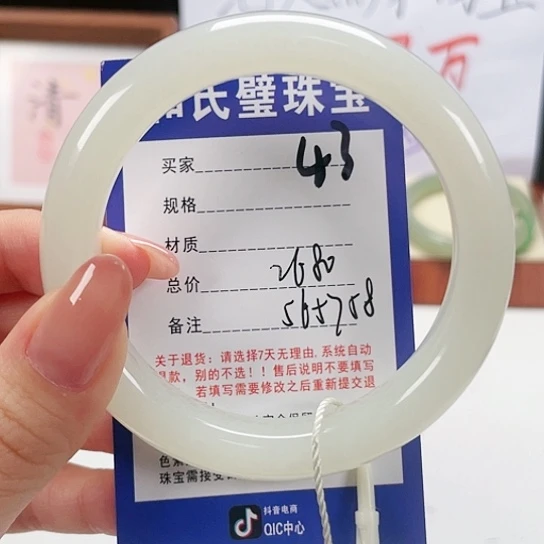 氏璧珠宝
买家 43
规格
材质
总价 2680
备注 565758
关于退货：请选择7天无理由,系统自动
退款，别的不选！！售后说明不要填写
若填写需要修改之后重新提交退
珠宝需接受
抖音电商
QIC中心